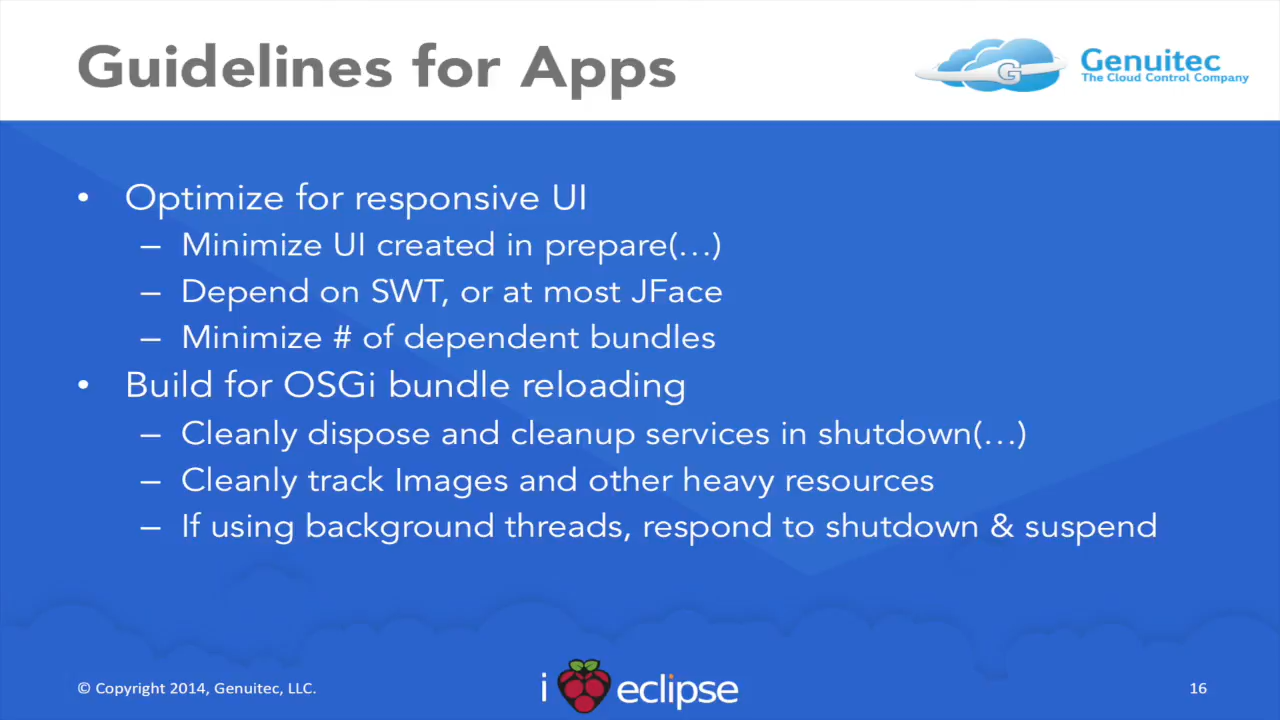 Guidelines for Apps
G
Genuitec
The Cloud Control Company
• Optimize for responsive UI
– Minimize UI created in prepare(…)
– Depend on SWT, or at most JFace
– Minimize # of dependent bundles
• Build for OSGi bundle reloading
– Cleanly dispose and cleanup services in shutdown(…)
– Cleanly track Images and other heavy resources
– If using background threads, respond to shutdown & suspend
© Copyright 2014, Genuitec, LLC.
i eclipse
16